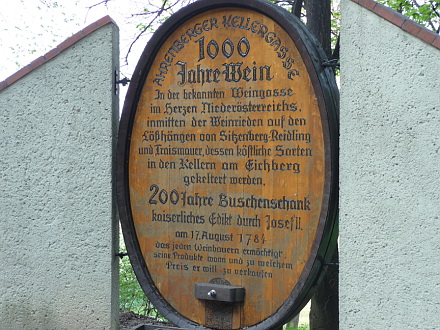 AHRENBERGER KELLERGASSE
1000
Jahre Wein
In der bekannten Weingasse
im Herzen Niederösterreichs,
inmitten der Weinrieden auf den
Lößhängen von Sitzenberg-Reidling
und Traismauer, dessen köstliche Sorten
in den Kellern am Eichberg
gekeltert werden.
200 Jahre Buschenschank
kaiserliches Edikt durch Josef II.
am 17. August 1784
das jedem Weinbauern ermöglicht
seine Produkte wann und zu welchem
Preis er will zu verkaufen